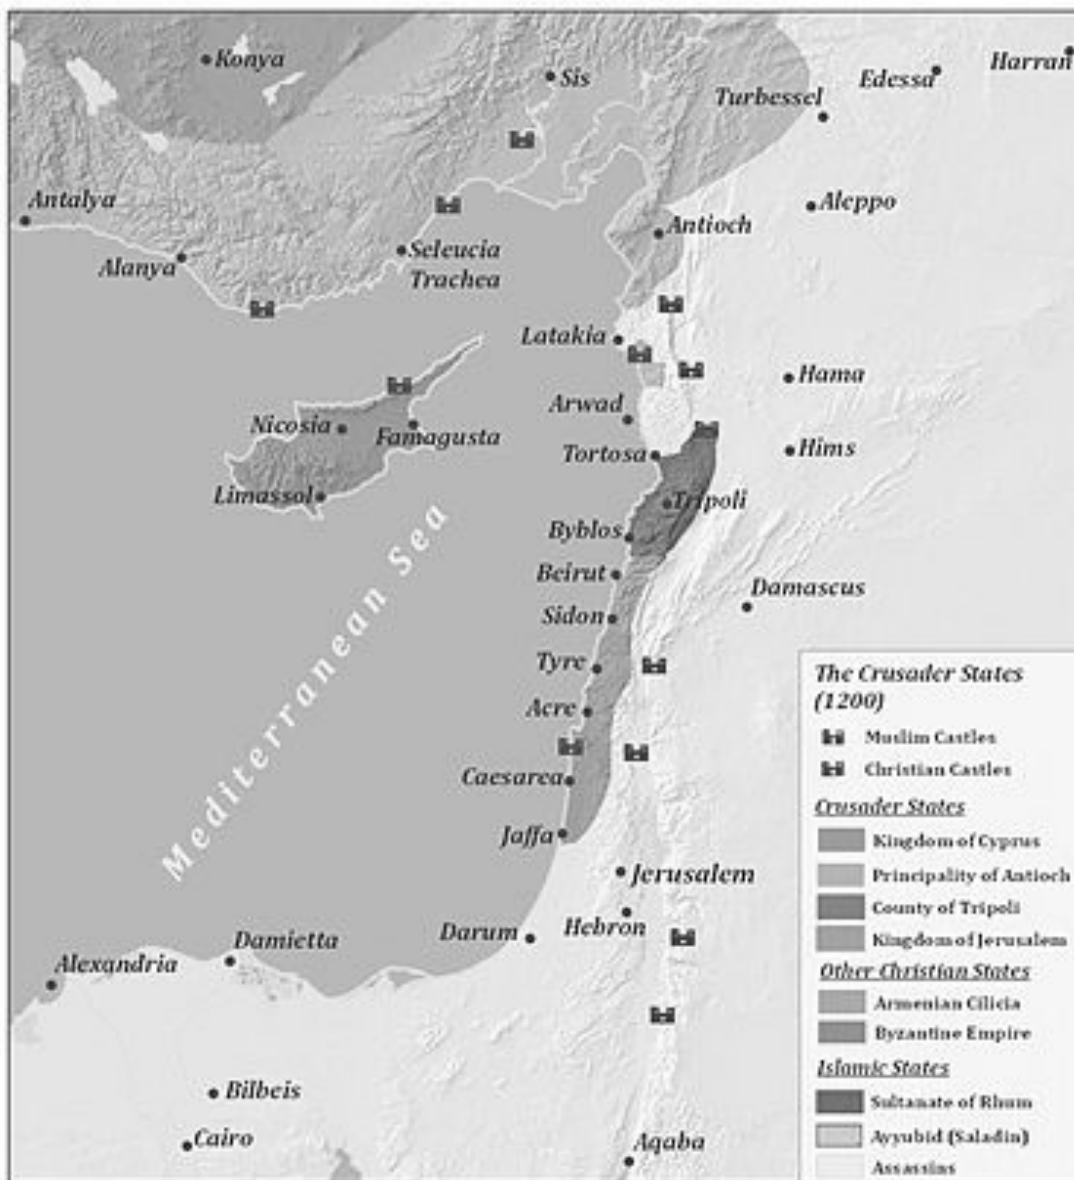 Konya
Sis
Harran
Edessa
Turbessel
Antalya
Aleppo
Antioch
Alanya
Seleucia
Trachea
Latakia
Hama
Arwad
Nicosia
Famagusta
Tortosa
Hims
Limassol
Tripoli
Byblos
Mediterranean Sea
Beirut
Damascus
Sidon
Tyre
Acre
Caesarea
Jaffa
Jerusalem
Hebron
Darum
Damietta
Alexandria
Bilbeis
Cairo
Aqaba
The Crusader States
(1200)
Muslim Castles
Christian Castles
Crusader States
Kingdom of Cyprus
Principality of Antioch
County of Tripoli
Kingdom of Jerusalem
Other Christian States
Armenian Cilicia
Byzantine Empire
Islamic States
Sultanate of Rhum
Ayyubid (Saladin)
Assassins